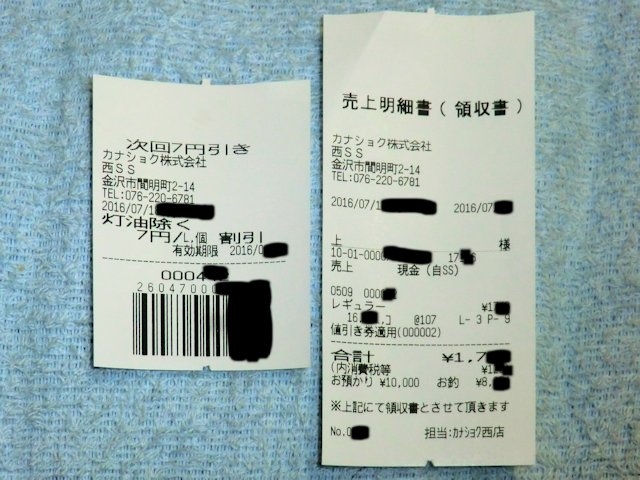 次回7円引き
カナショク株式会社
西SS
金沢市間明町2-14
TEL:076-220-6781
2016/07/1
灯油除く
7円/L,個 割引
有効期限 2016/0
0004
26047000
売上明細書(領収書)
カナショク株式会社
西SS
金沢市間明町2-14
TEL:076-220-6781
2016/07/1 2016/07/
上 様
10-01-0000 17: 6
売上 現金(自SS)
0509 0000
レギュラー ¥17
16. @107 L- 3 P- 9
値引き券適用(000002)
合計 ¥1,7
(内消費税等 ¥1
お預かり ¥10,000 お釣 ¥8,
※上記にて領収書とさせて頂きます
No.0 担当:カナショク西店